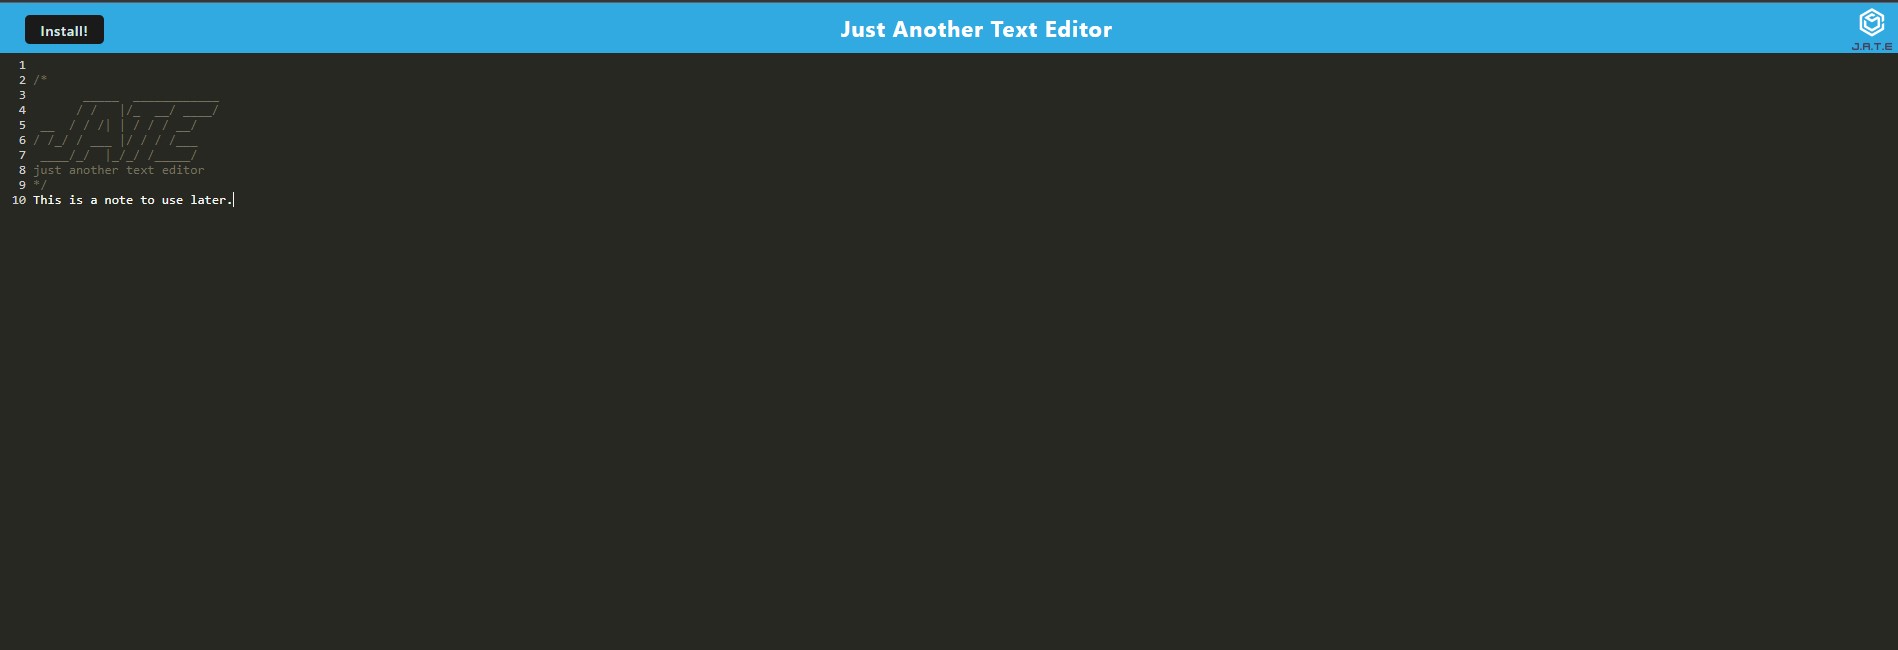 Install!
Just Another Text Editor
J.A.T.E
1
2 /*
3        _____  ____________
4       / /   |/_  __/ ____/
5  __  / / /| | / / / __/
6 / /_/ / ___ |/ / / /___
7  ____/_/  |_/_/ /_____/
8 just another text editor
9 */
10 This is a note to use later.